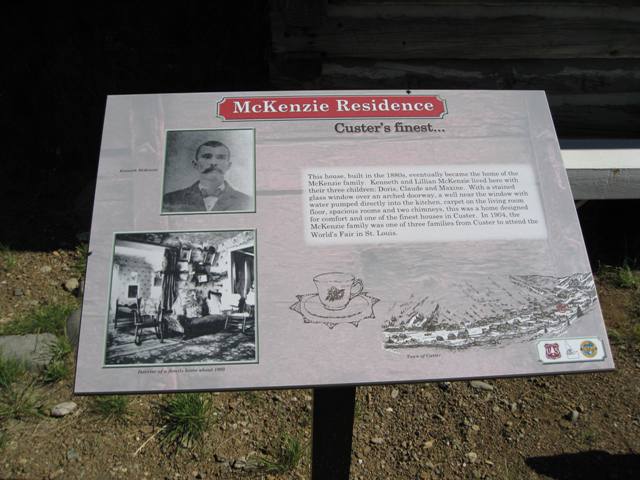 McKenzie Residence
Custer's finest...
Kenneth McKenzie
This house, built in the 1880s, eventually became the home of the
McKenzie family. Kenneth and Lillian McKenzie lived here with
their three children; Doris, Claude and Maxine. With a stained
glass window over an arched doorway, a well near the window with
water pumped directly into the kitchen, carpet on the living room
floor, spacious rooms and two chimneys, this was a home designed
for comfort and one of the finest houses in Custer. In 1904, the
McKenzie family was one of three families from Custer to attend the
World's Fair in St. Louis.
Interior of a family home about 1900
Town of Custer